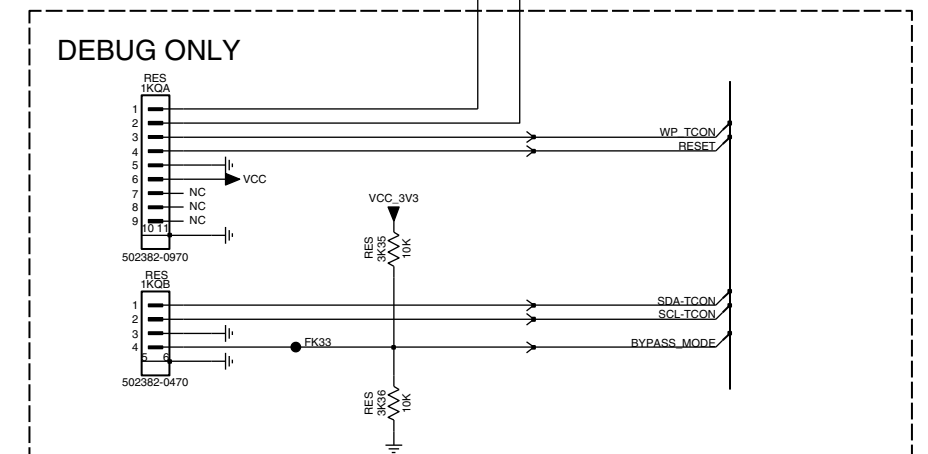 DEBUG ONLY
RES
1KQA
1
2
3
WP_TCON
4
RESET
5
6
VCC
7
NC
8
NC
9
NC
10 11
502382-0970
VCC_3V3
RES
3K35
10K
RES
1KQB
1
SDA-TCON
2
SCL-TCON
3
4
FK33
BYPASS_MODE
5 6
502382-0470
RES
3K36
10K